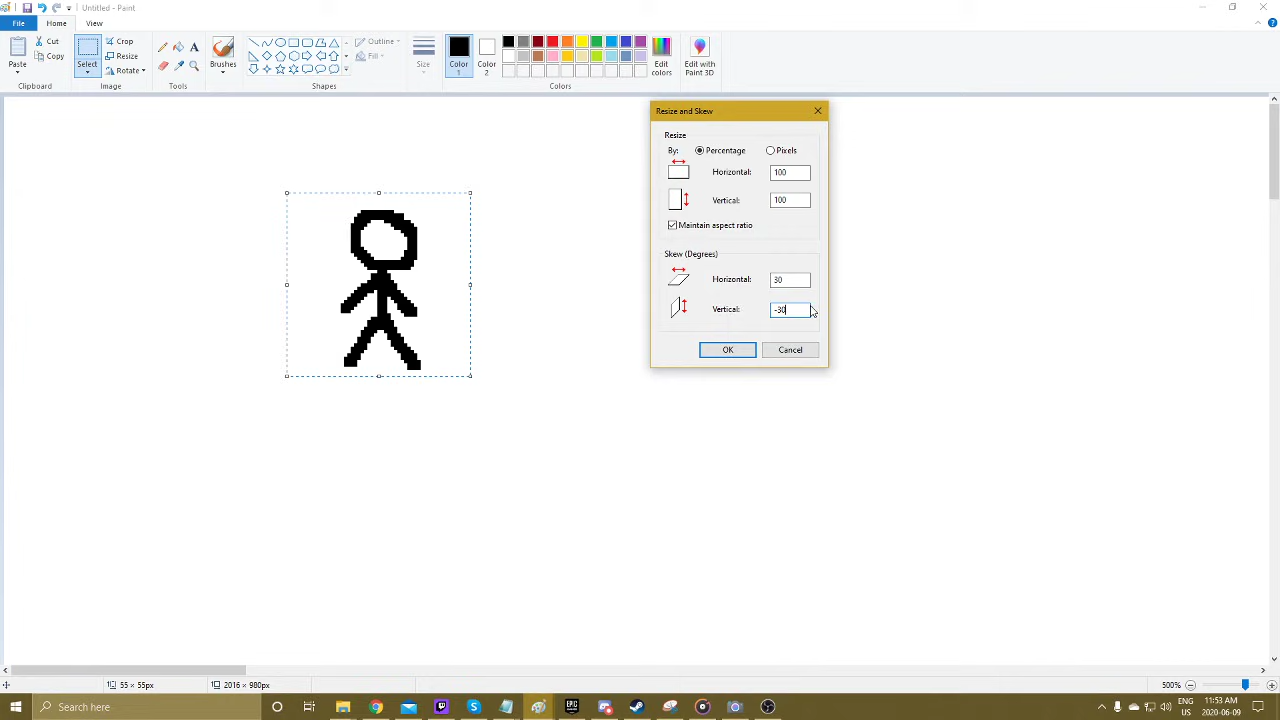 Untitled - Paint
File Home View
Paste
Cut
Copy
Clipboard
Select
Crop
Resize
Rotate
Image
A
Tools
Brushes
Outline
Fill
Shapes
Size
Color 1
Color 2
Edit colors
Colors
Edit with Paint 3D
Resize and Skew
Resize
By: Percentage Pixels
Horizontal: 100
Vertical: 100
Maintain aspect ratio
Skew (Degrees)
Horizontal: 30
Vertical: -30
OK Cancel
55 × 55px 2016 × 980px 500%
Search
ENG 11:53 AM
US 2020-06-09